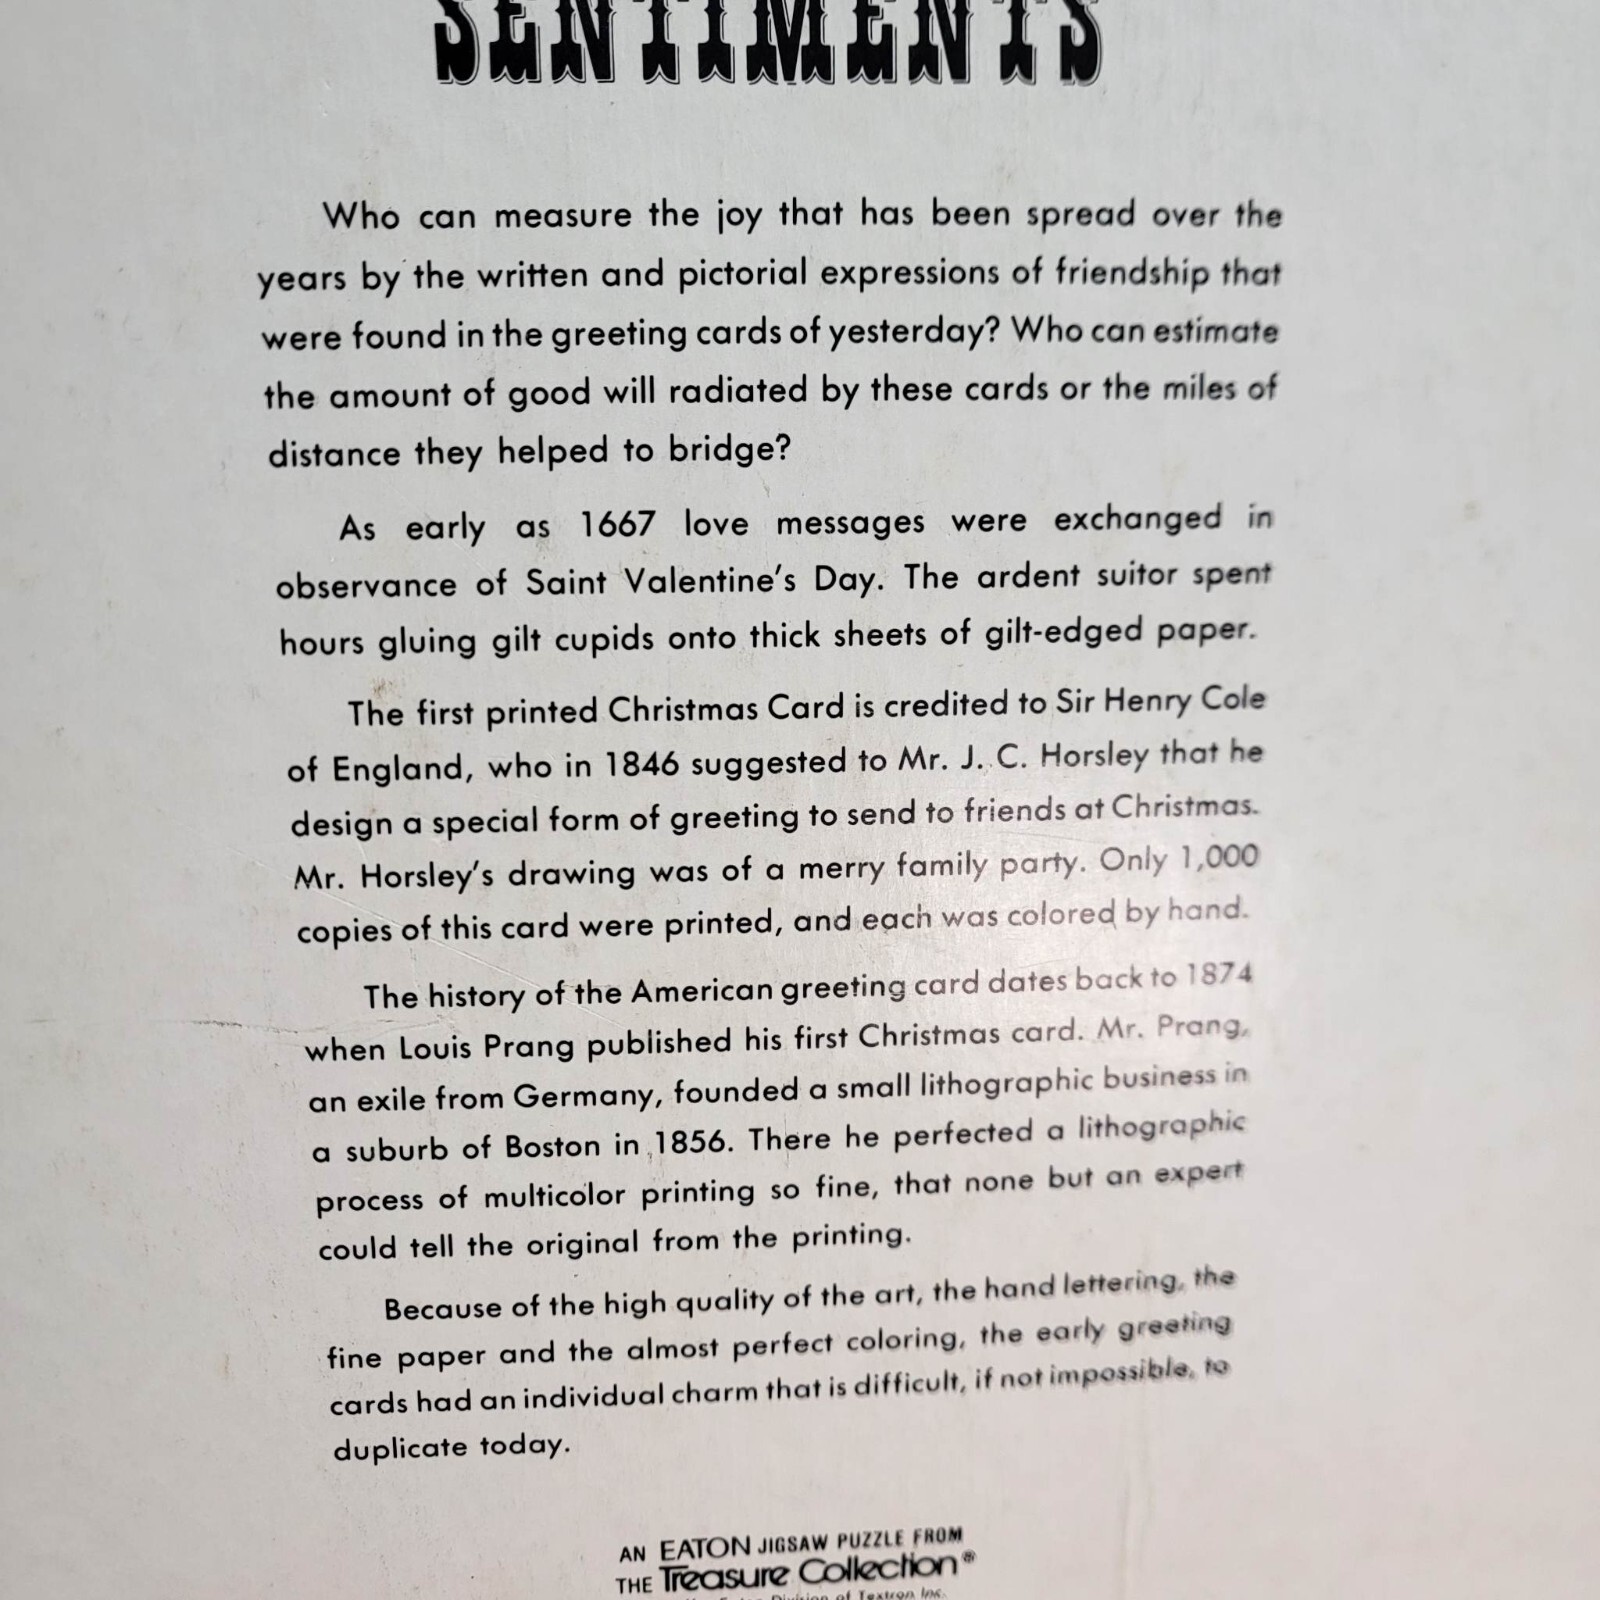 SENTIMENTS
Who can measure the joy that has been spread over the
years by the written and pictorial expressions of friendship that
were found in the greeting cards of yesterday? Who can estimate
the amount of good will radiated by these cards or the miles of
distance they helped to bridge?
As early as 1667 love messages were exchanged in
observance of Saint Valentine's Day. The ardent suitor spent
hours gluing gilt cupids onto thick sheets of gilt-edged paper.
The first printed Christmas Card is credited to Sir Henry Cole
of England, who in 1846 suggested to Mr. J. C. Horsley that he
design a special form of greeting to send to friends at Christmas.
Mr. Horsley's drawing was of a merry family party. Only 1,000
copies of this card were printed, and each was colored by hand.
The history of the American greeting card dates back to 1874
when Louis Prang published his first Christmas card. Mr. Prang,
an exile from Germany, founded a small lithographic business in
a suburb of Boston in 1856. There he perfected a lithographic
process of multicolor printing so fine, that none but an expert
could tell the original from the printing.
Because of the high quality of the art, the hand lettering, the
fine paper and the almost perfect coloring, the early greeting
cards had an individual charm that is difficult, if not impossible, to
duplicate today.
AN EATON JIGSAW PUZZLE FROM
THE Treasure Collection®
Division of Textron Inc.